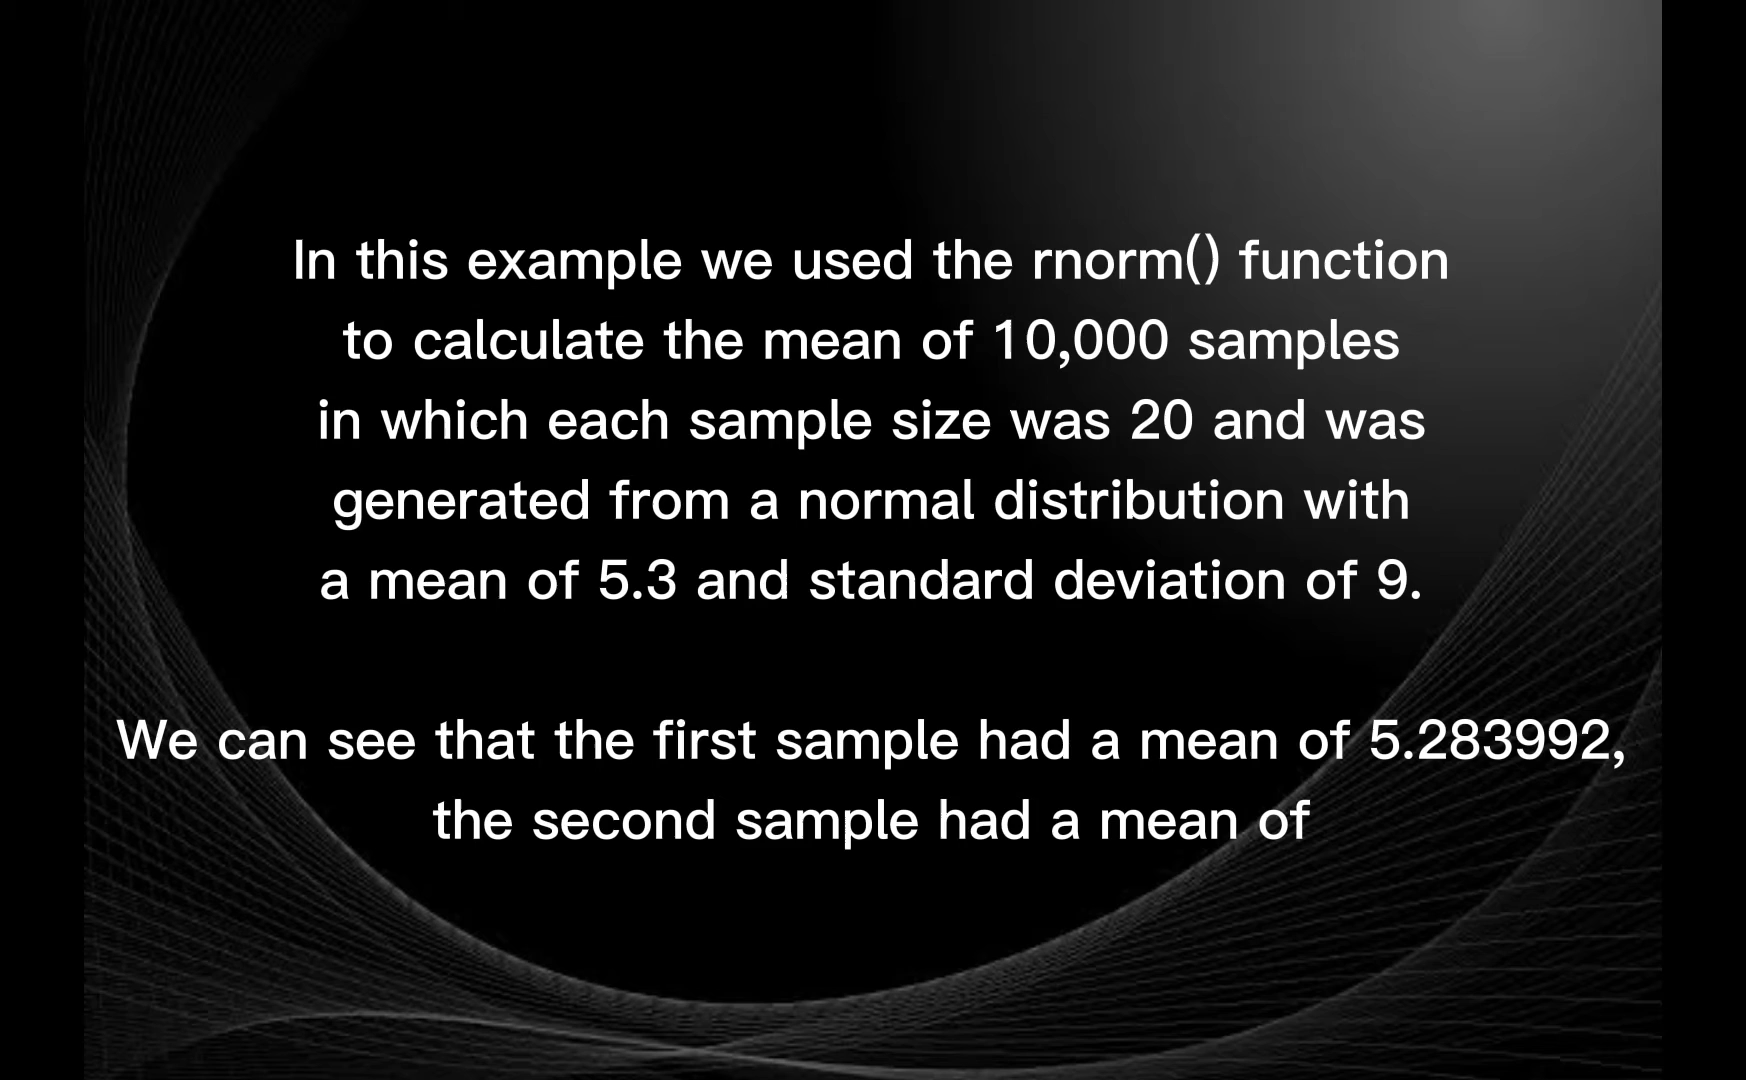 In this example we used the rnorm() function
to calculate the mean of 10,000 samples
in which each sample size was 20 and was
generated from a normal distribution with
a mean of 5.3 and standard deviation of 9.
We can see that the first sample had a mean of 5.283992,
the second sample had a mean of